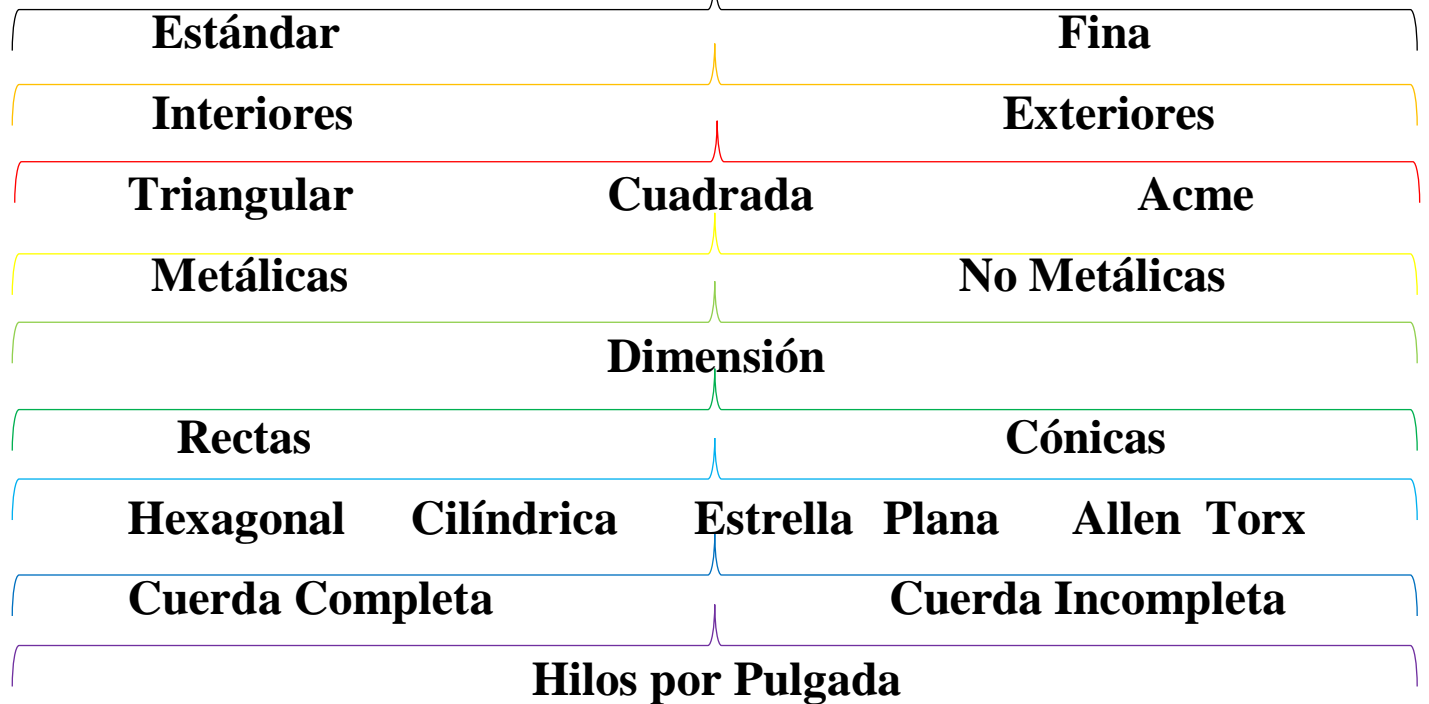 Estándar Fina
Interiores Exteriores
Triangular Cuadrada Acme
Metálicas No Metálicas
Dimensión
Rectas Cónicas
Hexagonal Cilíndrica Estrella Plana Allen Torx
Cuerda Completa Cuerda Incompleta
Hilos por Pulgada